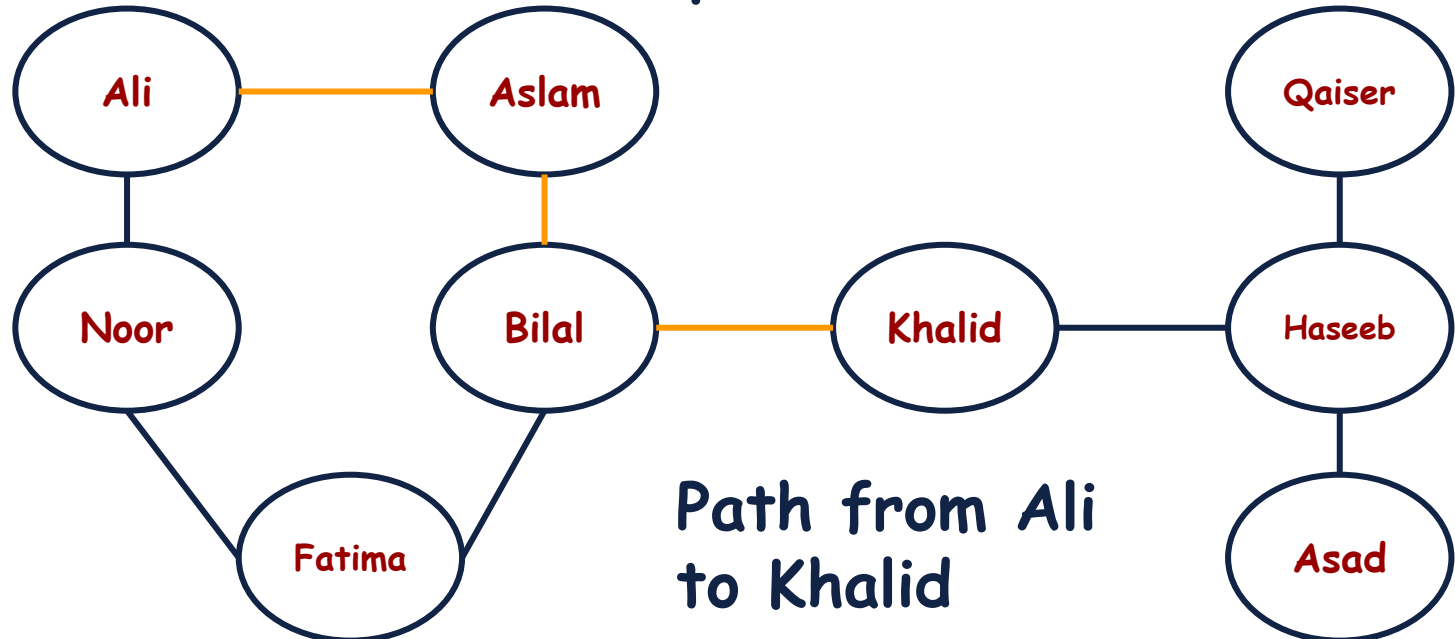 Ali
Aslam
Qaiser
Noor
Bilal
Khalid
Haseeb
Fatima
Path from Ali
to Khalid
Asad